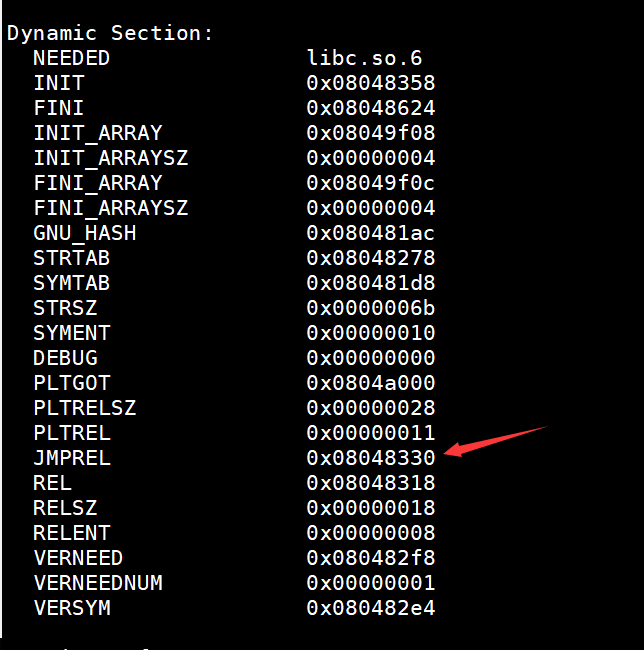 Dynamic Section:
NEEDED libc.so.6
INIT 0x08048358
FINI 0x08048624
INIT_ARRAY 0x08049f08
INIT_ARRAYSZ 0x00000004
FINI_ARRAY 0x08049f0c
FINI_ARRAYSZ 0x00000004
GNU_HASH 0x080481ac
STRTAB 0x08048278
SYMTAB 0x080481d8
STRSZ 0x0000006b
SYMENT 0x00000010
DEBUG 0x00000000
PLTGOT 0x0804a000
PLTRELSZ 0x00000028
PLTREL 0x00000011
JMPREL 0x08048330
REL 0x08048318
RELSZ 0x00000018
RELENT 0x00000008
VERNEED 0x080482f8
VERNEEDNUM 0x00000001
VERSYM 0x080482e4